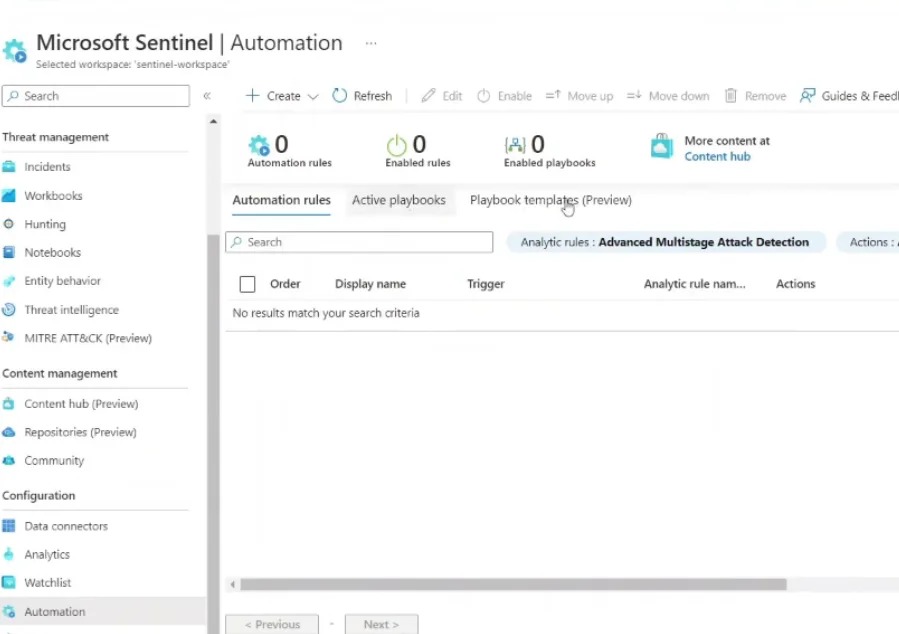 Microsoft Sentinel | Automation ...
Selected workspace: 'sentinel-workspace'
Search «
+ Create Refresh Edit Enable Move up Move down Remove Guides & Feed
Threat management
Incidents
Workbooks
Hunting
Notebooks
Entity behavior
Threat intelligence
MITRE ATT&CK (Preview)
Content management
Content hub (Preview)
Repositories (Preview)
Community
Configuration
Data connectors
Analytics
Watchlist
Automation
0
Automation rules
0
Enabled rules
0
Enabled playbooks
More content at
Content hub
Automation rules Active playbooks Playbook templates (Preview)
Search Analytic rules : Advanced Multistage Attack Detection Actions :
Order Display name Trigger Analytic rule nam... Actions
No results match your search criteria
< Previous - Next >